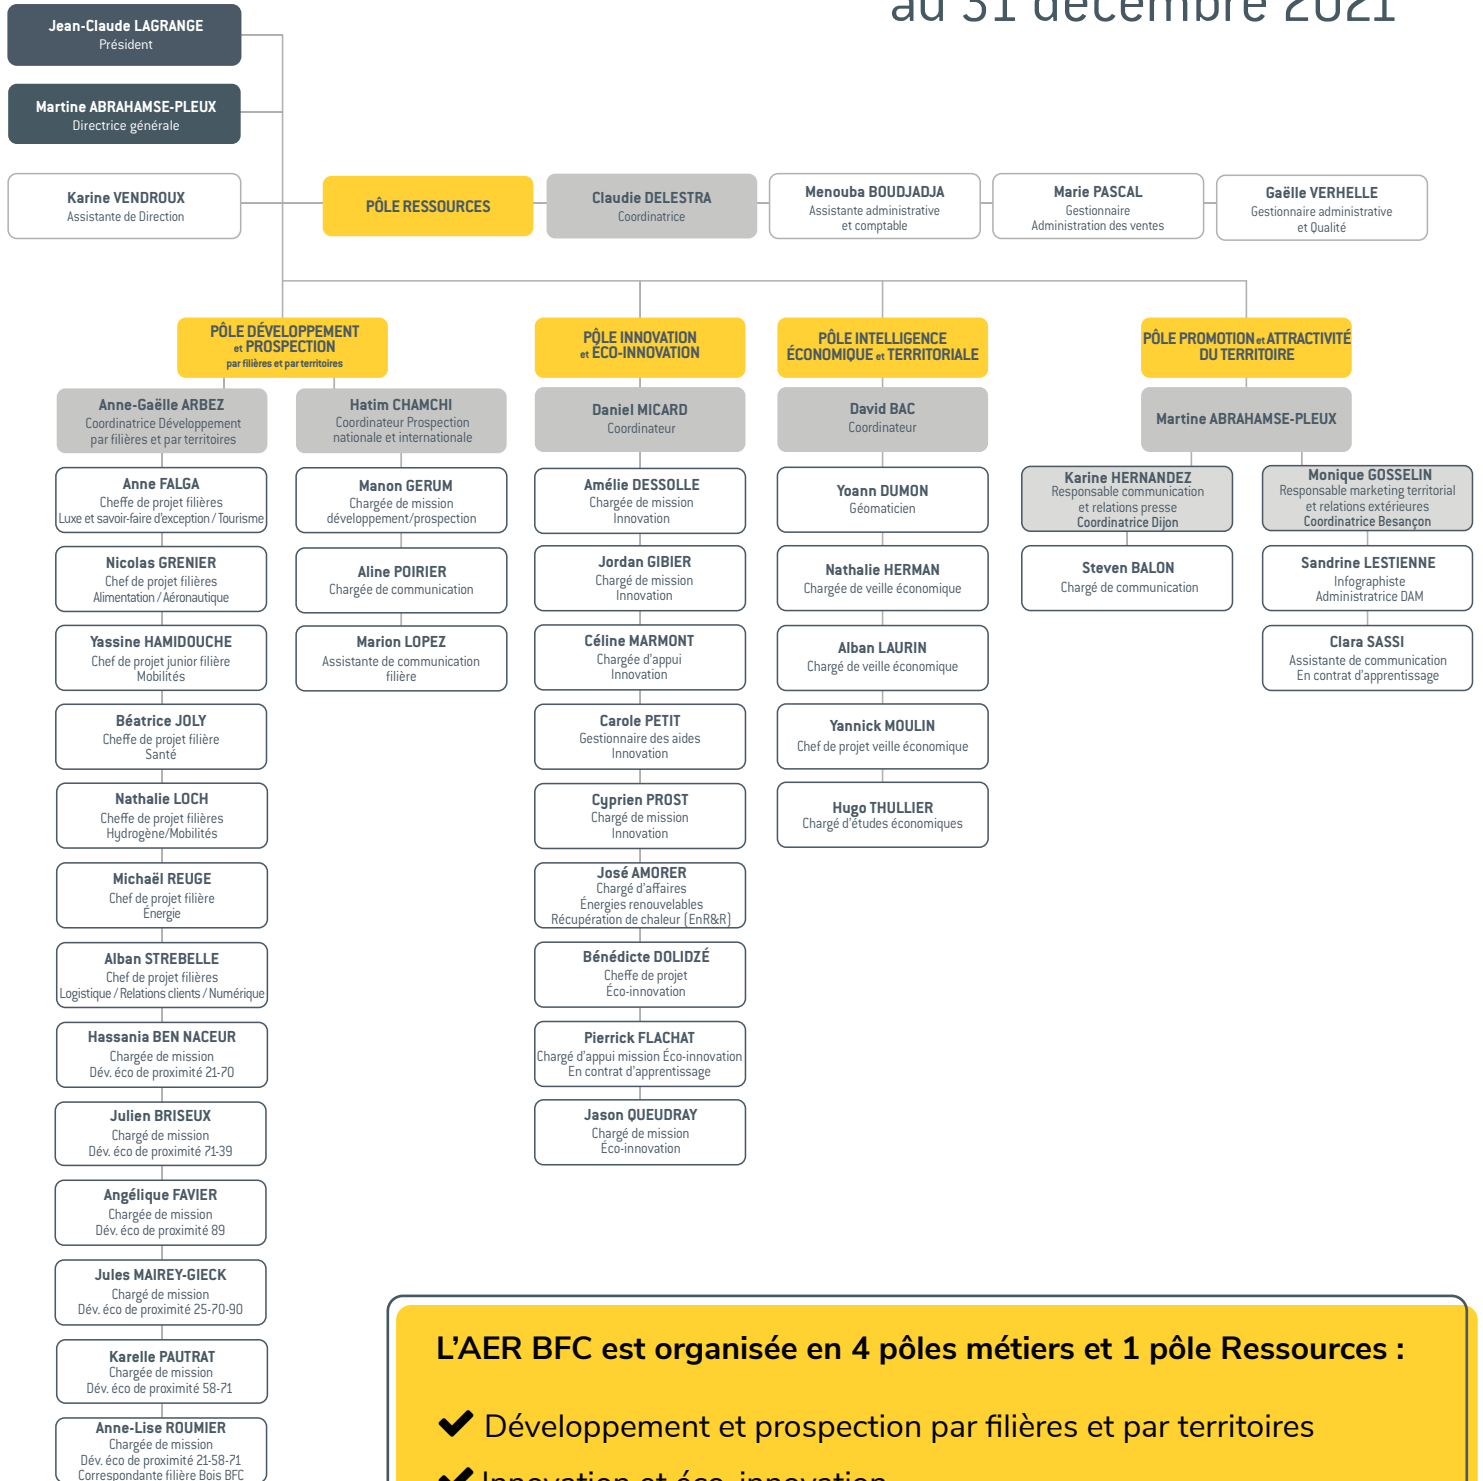 au 31 décembre 2021
Jean-Claude LAGRANGE
Président
Martine ABRAHAMSE-PLEUX
Directrice générale
Karine VENDROUX
Assistante de Direction
PÔLE RESSOURCES
Claudie DELESTRA
Coordinatrice
Menouba BOUDJADJA
Assistante administrative
et comptable
Marie PASCAL
Gestionnaire
Administration des ventes
Gaëlle VERHELLE
Gestionnaire administrative
et Qualité
PÔLE DÉVELOPPEMENT
et PROSPECTION
par filières et par territoires
Anne-Gaëlle ARBEZ
Coordinatrice Développement
par filières et par territoires
Anne FALGA
Cheffe de projet filières
Luxe et savoir-faire d'exception / Tourisme
Nicolas GRENIER
Chef de projet filières
Alimentation / Aéronautique
Yassine HAMIDOUCHE
Chef de projet junior filière
Mobilités
Béatrice JOLY
Cheffe de projet filière
Santé
Nathalie LOCH
Cheffe de projet filières
Hydrogène/Mobilités
Michaël REUGE
Chef de projet filière
Énergie
Alban STREBELLE
Chef de projet filières
Logistique / Relations clients / Numérique
Hassania BEN NACEUR
Chargée de mission
Dév. éco de proximité 21-70
Julien BRISEUX
Chargé de mission
Dév. éco de proximité 71-39
Angélique FAVIER
Chargée de mission
Dév. éco de proximité 89
Jules MAIREY-GIECK
Chargé de mission
Dév. éco de proximité 25-70-90
Karelle PAUTRAT
Chargée de mission
Dév. éco de proximité 58-71
Anne-Lise ROUMIER
Chargée de mission
Dév. éco de proximité 21-58-71
Correspondante filière Bois BFC
Hatim CHAMCHI
Coordinateur Prospection
nationale et internationale
Manon GERUM
Chargée de mission
développement/prospection
Aline POIRIER
Chargée de communication
Marion LOPEZ
Assistante de communication
filière
PÔLE INNOVATION
et ÉCO-INNOVATION
Daniel MICARD
Coordinateur
Amélie DESSOLLE
Chargée de mission
Innovation
Jordan GIBIER
Chargé de mission
Innovation
Céline MARMONT
Chargée d'appui
Innovation
Carole PETIT
Gestionnaire des aides
Innovation
Cyprien PROST
Chargé de mission
Innovation
José AMORER
Chargé d'affaires
Énergies renouvelables
Récupération de chaleur (EnR&R)
Bénédicte DOLIDZÉ
Cheffe de projet
Éco-innovation
Pierrick FLACHAT
Chargé d'appui mission Éco-innovation
En contrat d'apprentissage
Jason QUEUDRAY
Chargé de mission
Éco-innovation
PÔLE INTELLIGENCE
ÉCONOMIQUE et TERRITORIALE
David BAC
Coordinateur
Yoann DUMON
Géomaticien
Nathalie HERMAN
Chargée de veille économique
Alban LAURIN
Chargé de veille économique
Yannick MOULIN
Chef de projet veille économique
Hugo THULLIER
Chargé d'études économiques
PÔLE PROMOTION et ATTRACTIVITÉ
DU TERRITOIRE
Martine ABRAHAMSE-PLEUX
Karine HERNANDEZ
Responsable communication
et relations presse
Coordinatrice Dijon
Steven BALON
Chargé de communication
Monique GOSSELIN
Responsable marketing territorial
et relations extérieures
Coordinatrice Besançon
Sandrine LESTIENNE
Infographiste
Administratrice DAM
Clara SASSI
Assistante de communication
En contrat d'apprentissage
L'AER BFC est organisée en 4 pôles métiers et 1 pôle Ressources :
Développement et prospection par filières et par territoires
Innovation et éco-innovation